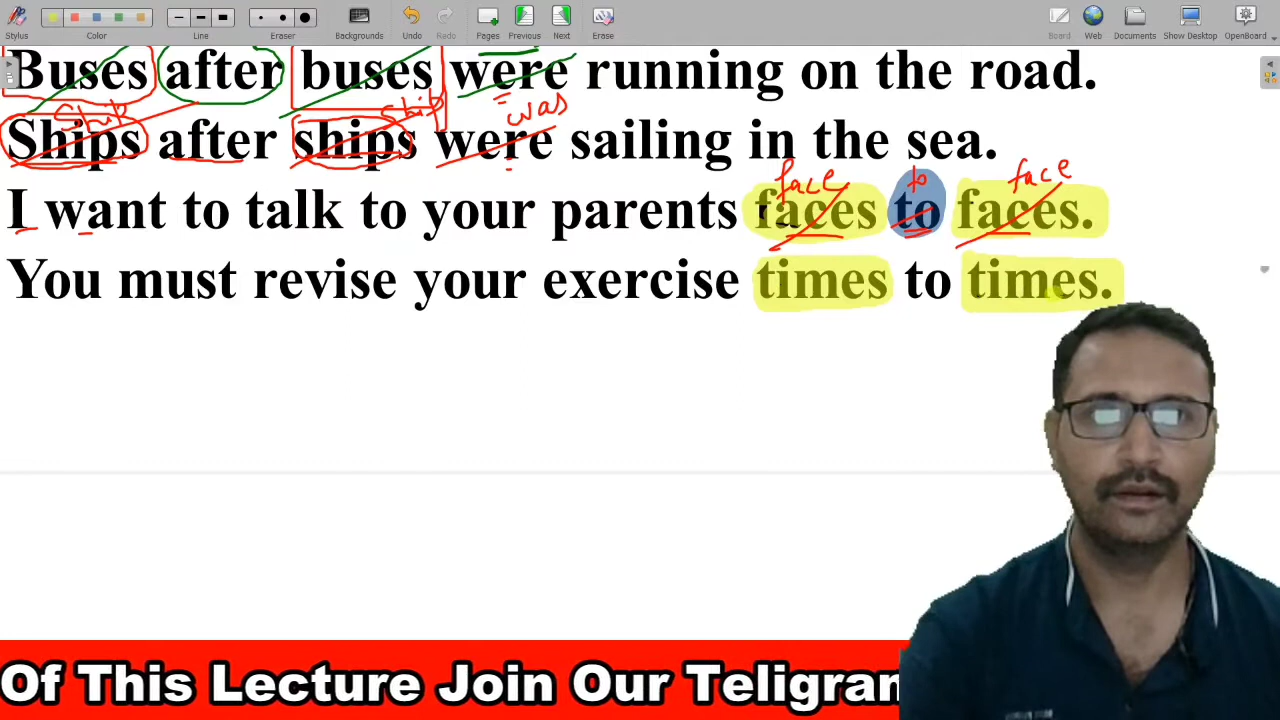 Stylus
Color
Line
Eraser
Backgrounds
Undo
Redo
Pages
Previous
Next
Erase
Board
Web
Documents
Show Desktop
OpenBoard
Buses after buses were running on the road.
Ship ship was
Ships after ships were sailing in the sea.
face to face
I want to talk to your parents faces to faces.
You must revise your exercise times to times.
Of This Lecture Join Our Teligran